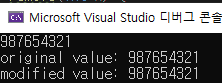 Microsoft Visual Studio 디버그 콘솔
987654321
original value: 987654321
modified value: 987654321